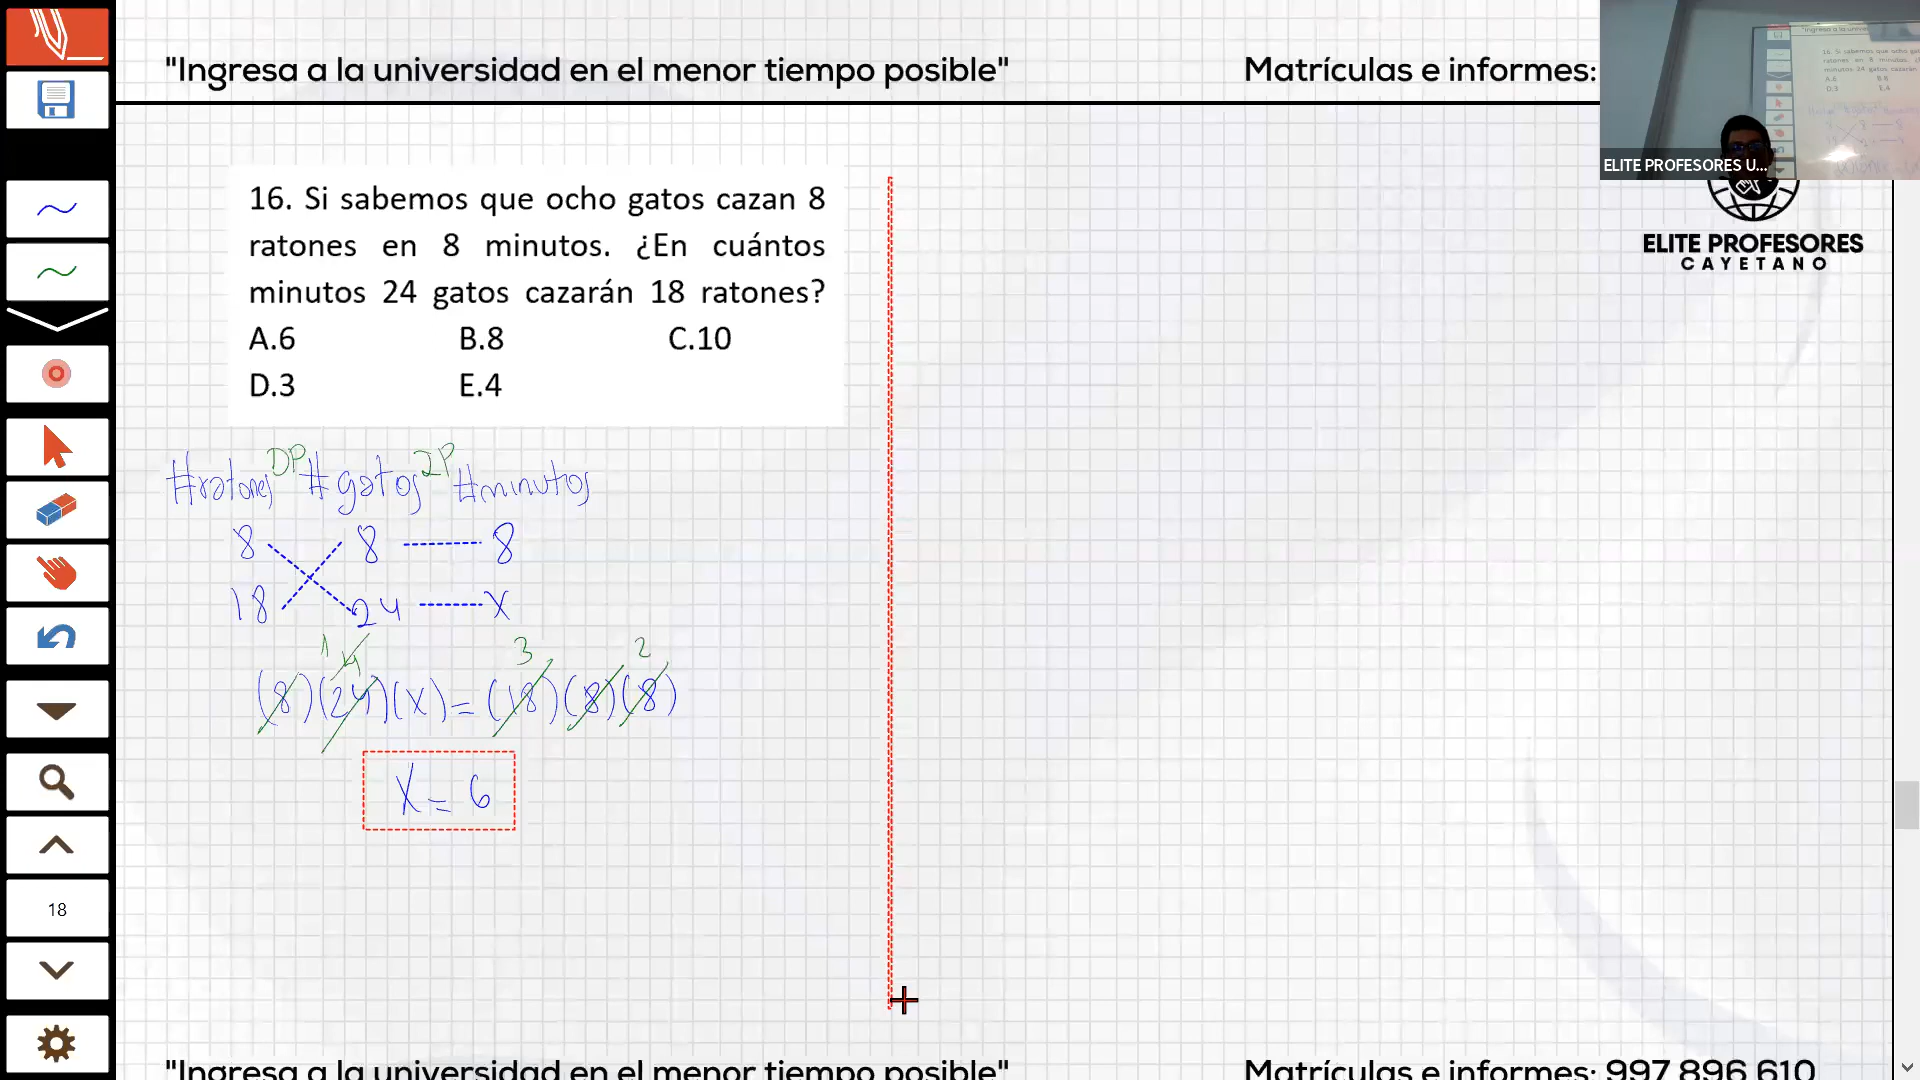 "Ingresa a la universidad en el menor tiempo posible" Matrículas e informes:
ELITE PROFESORES U...
ELITE PROFESORES
CAYETANO
16. Si sabemos que ocho gatos cazan 8
ratones en 8 minutos. ¿En cuántos
minutos 24 gatos cazarán 18 ratones?
A.6 B.8 C.10
D.3 E.4
#ratones DP #gatos IP #minutos
8 8 8
18 24 x
1 4 3 2
(8)(24)(x)=(18)(8)(8)
x = 6
18
"Ingresa a la universidad en el menor tiempo posible" Matrículas e informes: 997 896 610